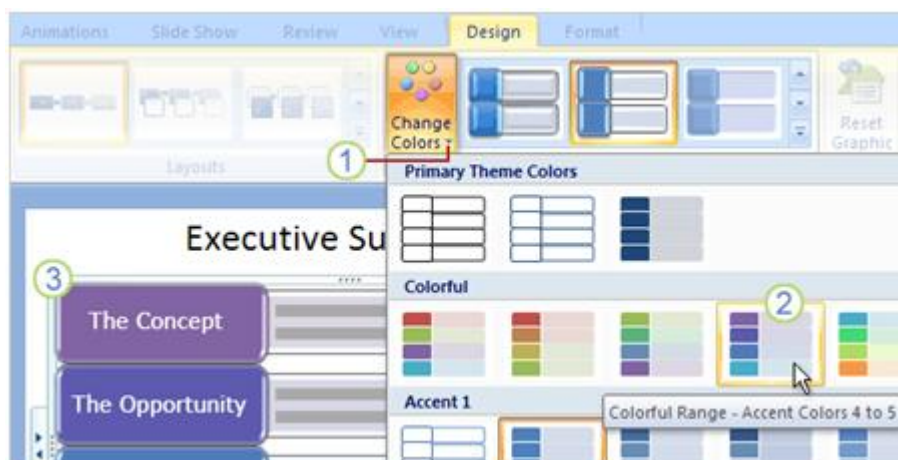 Animations Slide Show Review View Design Format
Change
Colors
Reset
Graphic
Layouts
1
Primary Theme Colors
Executive Su
Colorful
2
3
The Concept
The Opportunity
Accent 1
Colorful Range - Accent Colors 4 to 5